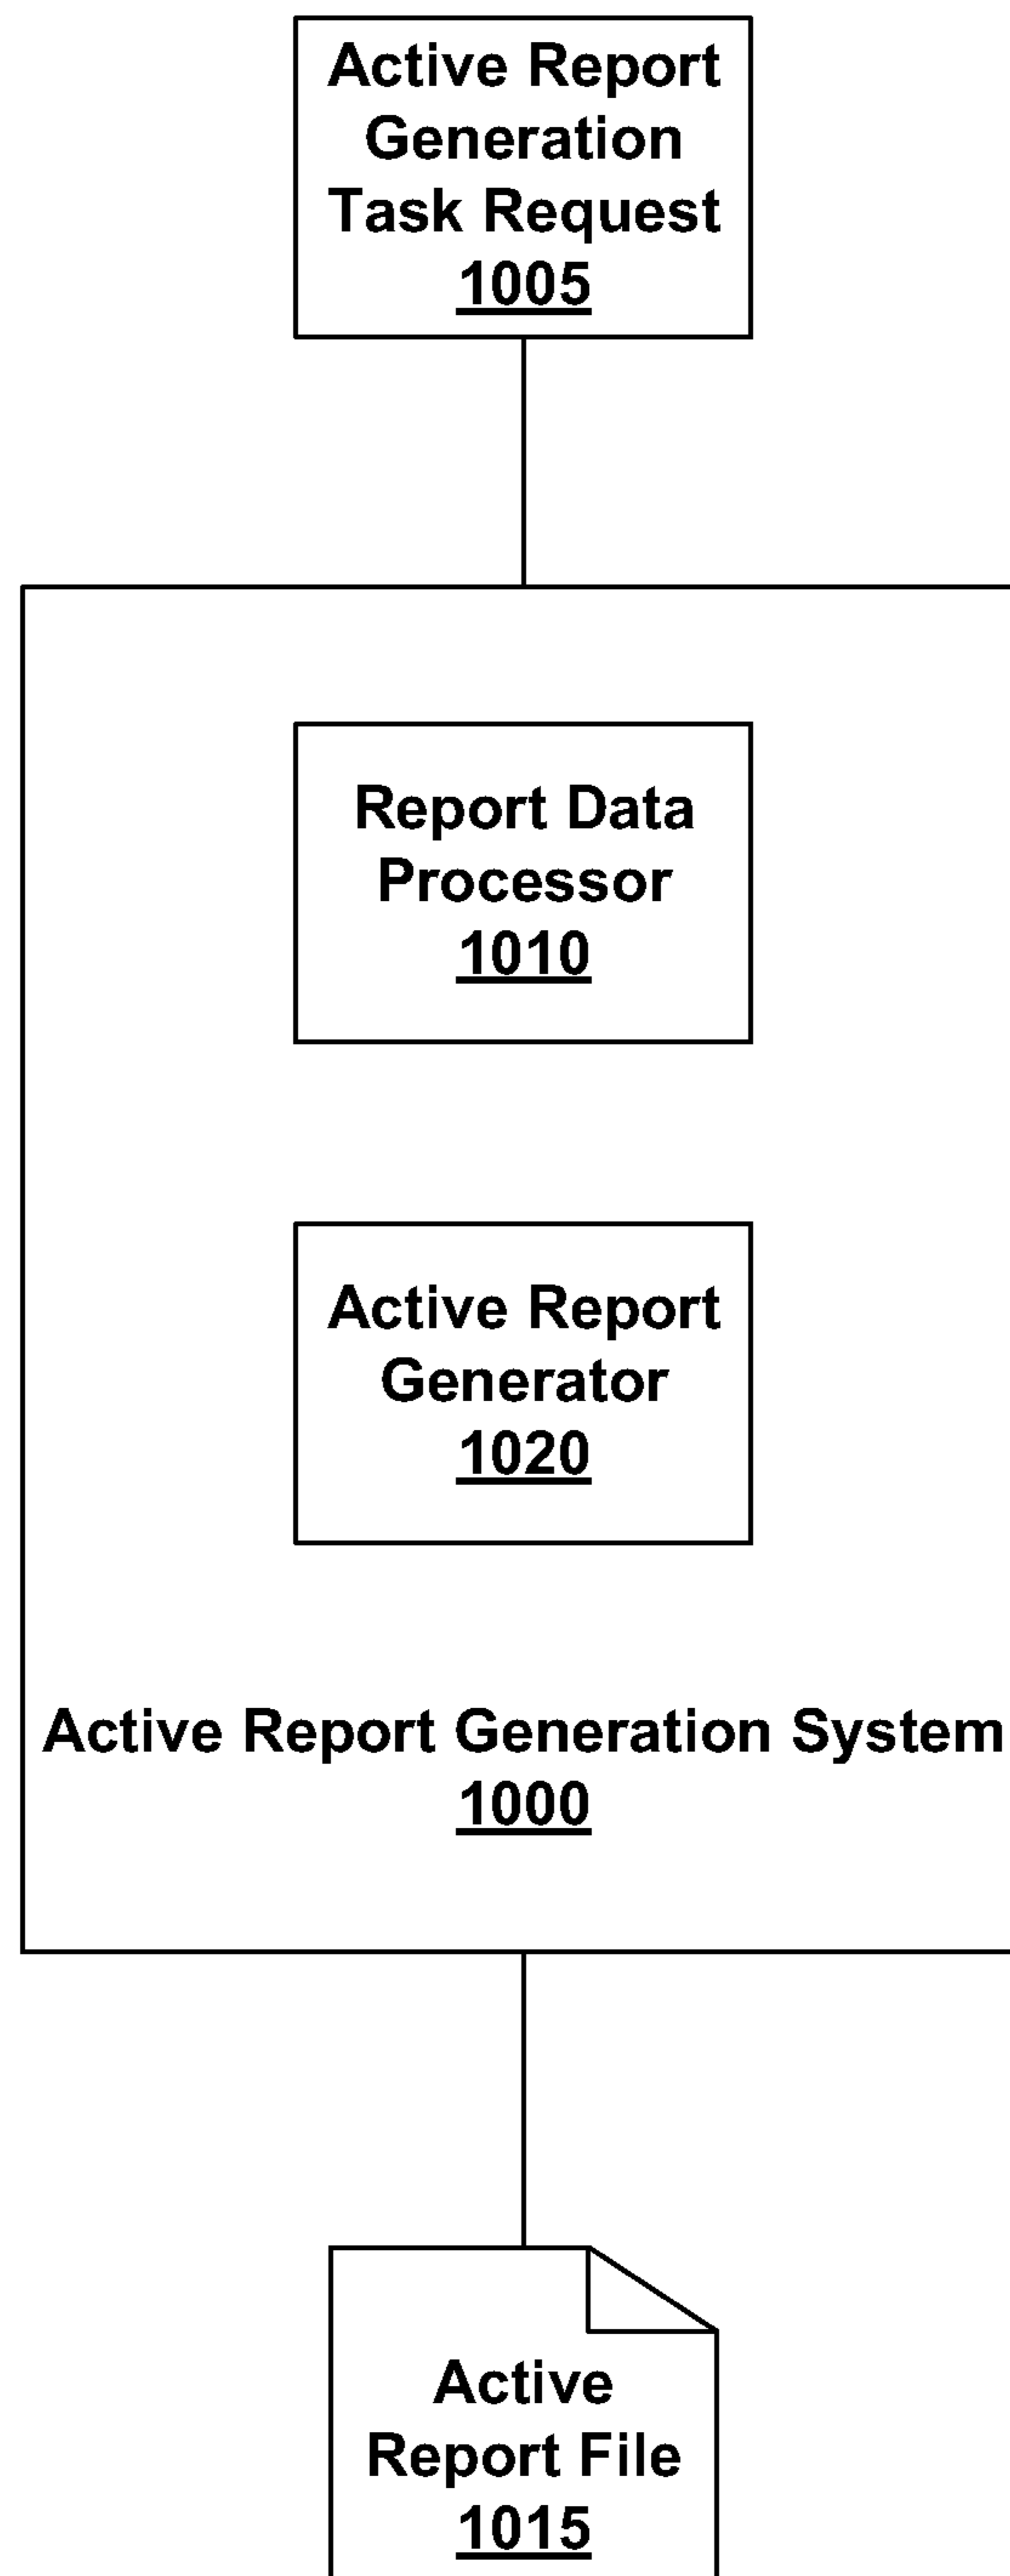 Active Report
Generation
Task Request
1005
Report Data
Processor
1010
Active Report
Generator
1020
Active Report Generation System
1000
Active
Report File
1015